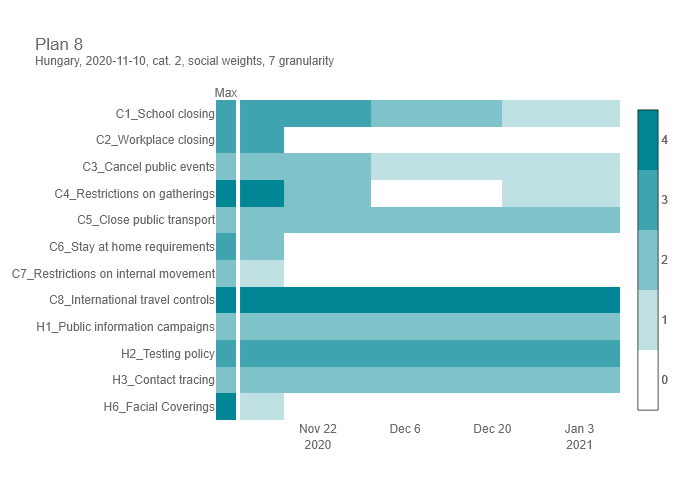 Plan 8
Hungary, 2020-11-10, cat. 2, social weights, 7 granularity
Max
C1_School closing
C2_Workplace closing
C3_Cancel public events
C4_Restrictions on gatherings
C5_Close public transport
C6_Stay at home requirements
C7_Restrictions on internal movement
C8_International travel controls
H1_Public information campaigns
H2_Testing policy
H3_Contact tracing
H6_Facial Coverings
4
3
2
1
0
Nov 22 Dec 6 Dec 20 Jan 3
2020 2021